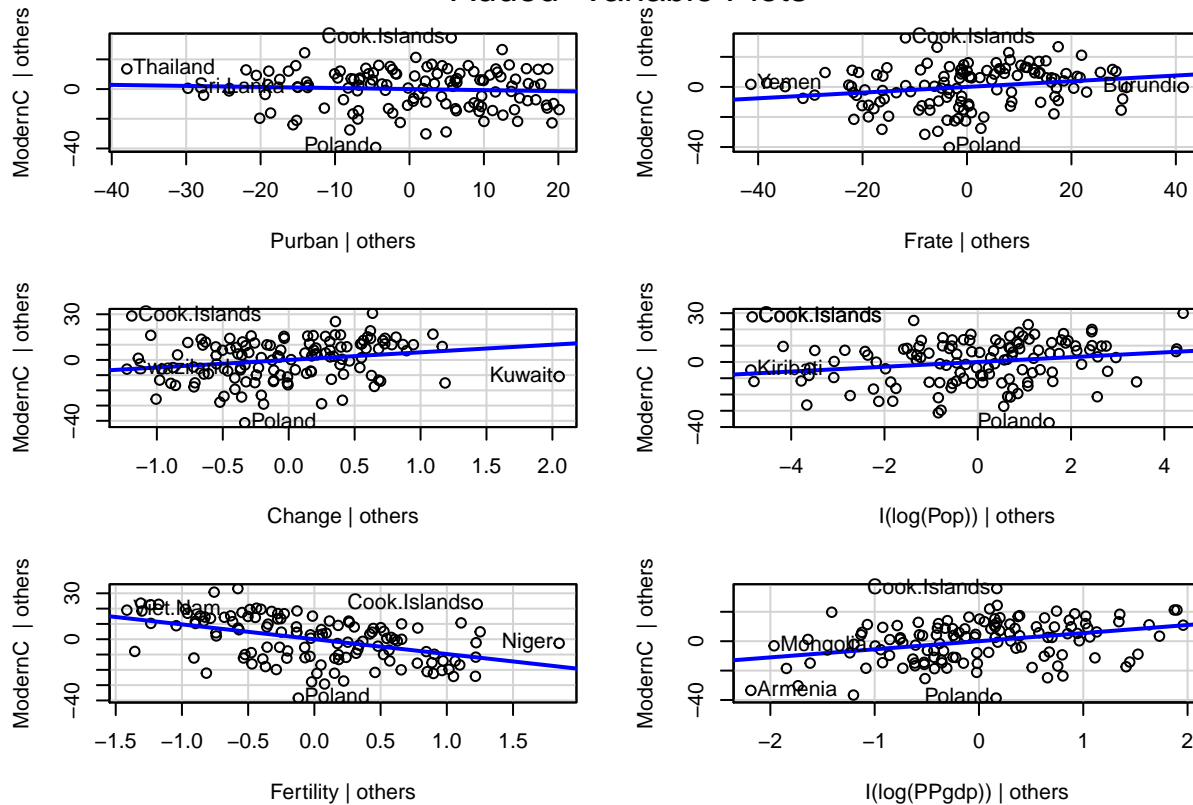 Added−Variable Plots
ModernC | others
0
−40
Cook.Islands
Thailand
Sri.Lanka
Poland
−40 −30 −20 −10 0 10 20
Purban | others
ModernC | others
0
−40
Cook.Islands
Yemen
Burundi
Poland
−40 −20 0 20 40
Frate | others
ModernC | others
30
0
−40
Cook.Islands
Swaziland
Kuwait
Poland
−1.0 −0.5 0.0 0.5 1.0 1.5 2.0
Change | others
ModernC | others
30
0
−40
Cook.Islands
Kiribati
Poland
−4 −2 0 2 4
I(log(Pop)) | others
ModernC | others
30
0
−40
Viet.Nam
Cook.Islands
Niger
Poland
−1.5 −1.0 −0.5 0.0 0.5 1.0 1.5
Fertility | others
ModernC | others
0
−40
Cook.Islands
Mongolia
Armenia
Poland
−2 −1 0 1 2
I(log(PPgdp)) | others